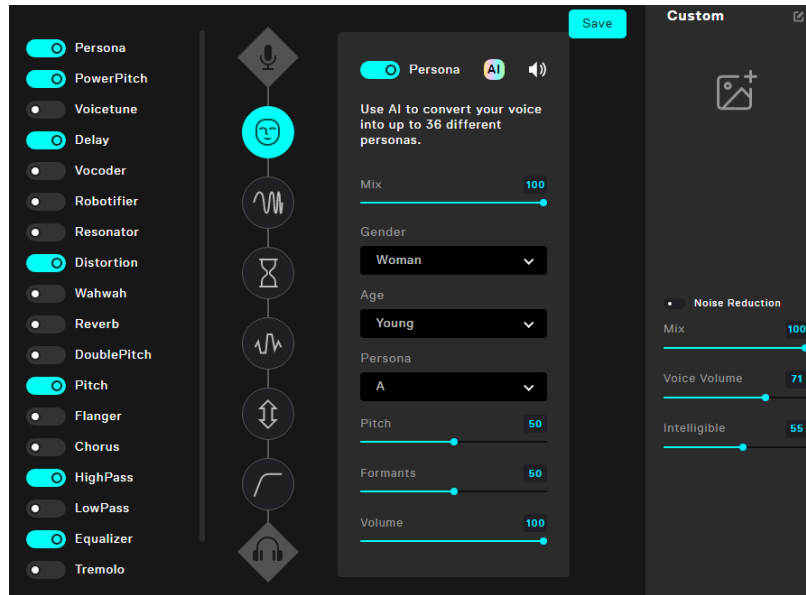 Persona
PowerPitch
Voicetune
Delay
Vocoder
Robotifier
Resonator
Distortion
Wahwah
Reverb
DoublePitch
Pitch
Flanger
Chorus
HighPass
LowPass
Equalizer
Tremolo
Save
Persona AI
Use AI to convert your voice
into up to 36 different
personas.
Mix 100
Gender
Woman
Age
Young
Persona
A
Pitch 50
Formants 50
Volume 100
Custom
Noise Reduction
Mix 100
Voice Volume 71
Intelligible 55